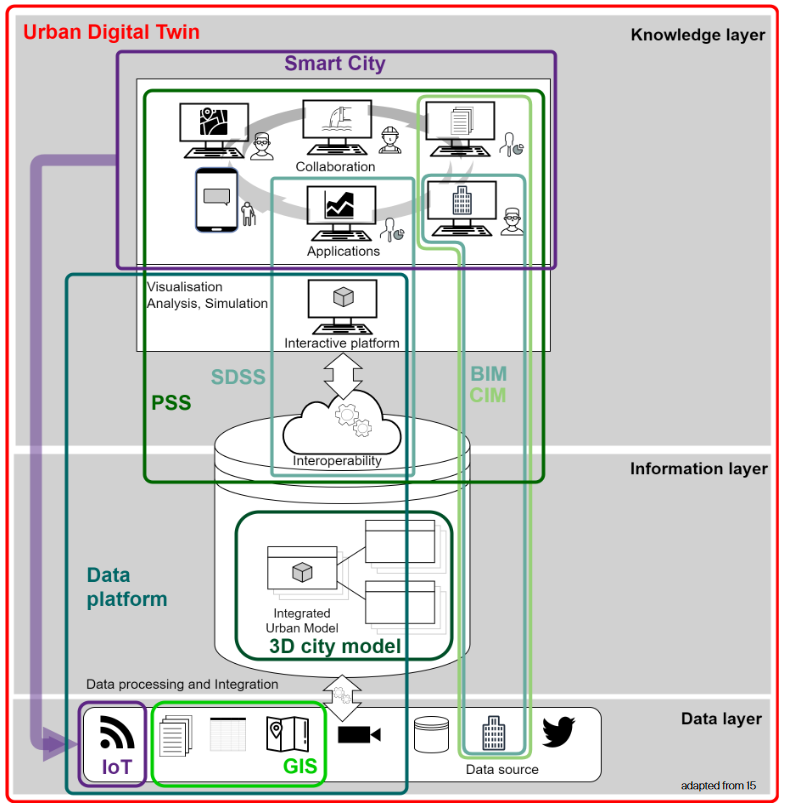 Urban Digital Twin
Knowledge layer
Smart City
Collaboration
Applications
Visualisation
Analysis, Simulation
Interactive platform
SDSS
BIM
CIM
PSS
Interoperability
Information layer
Data
platform
Integrated
Urban Model
3D city model
Data processing and Integration
Data layer
IoT
GIS
Data source
adapted from 15